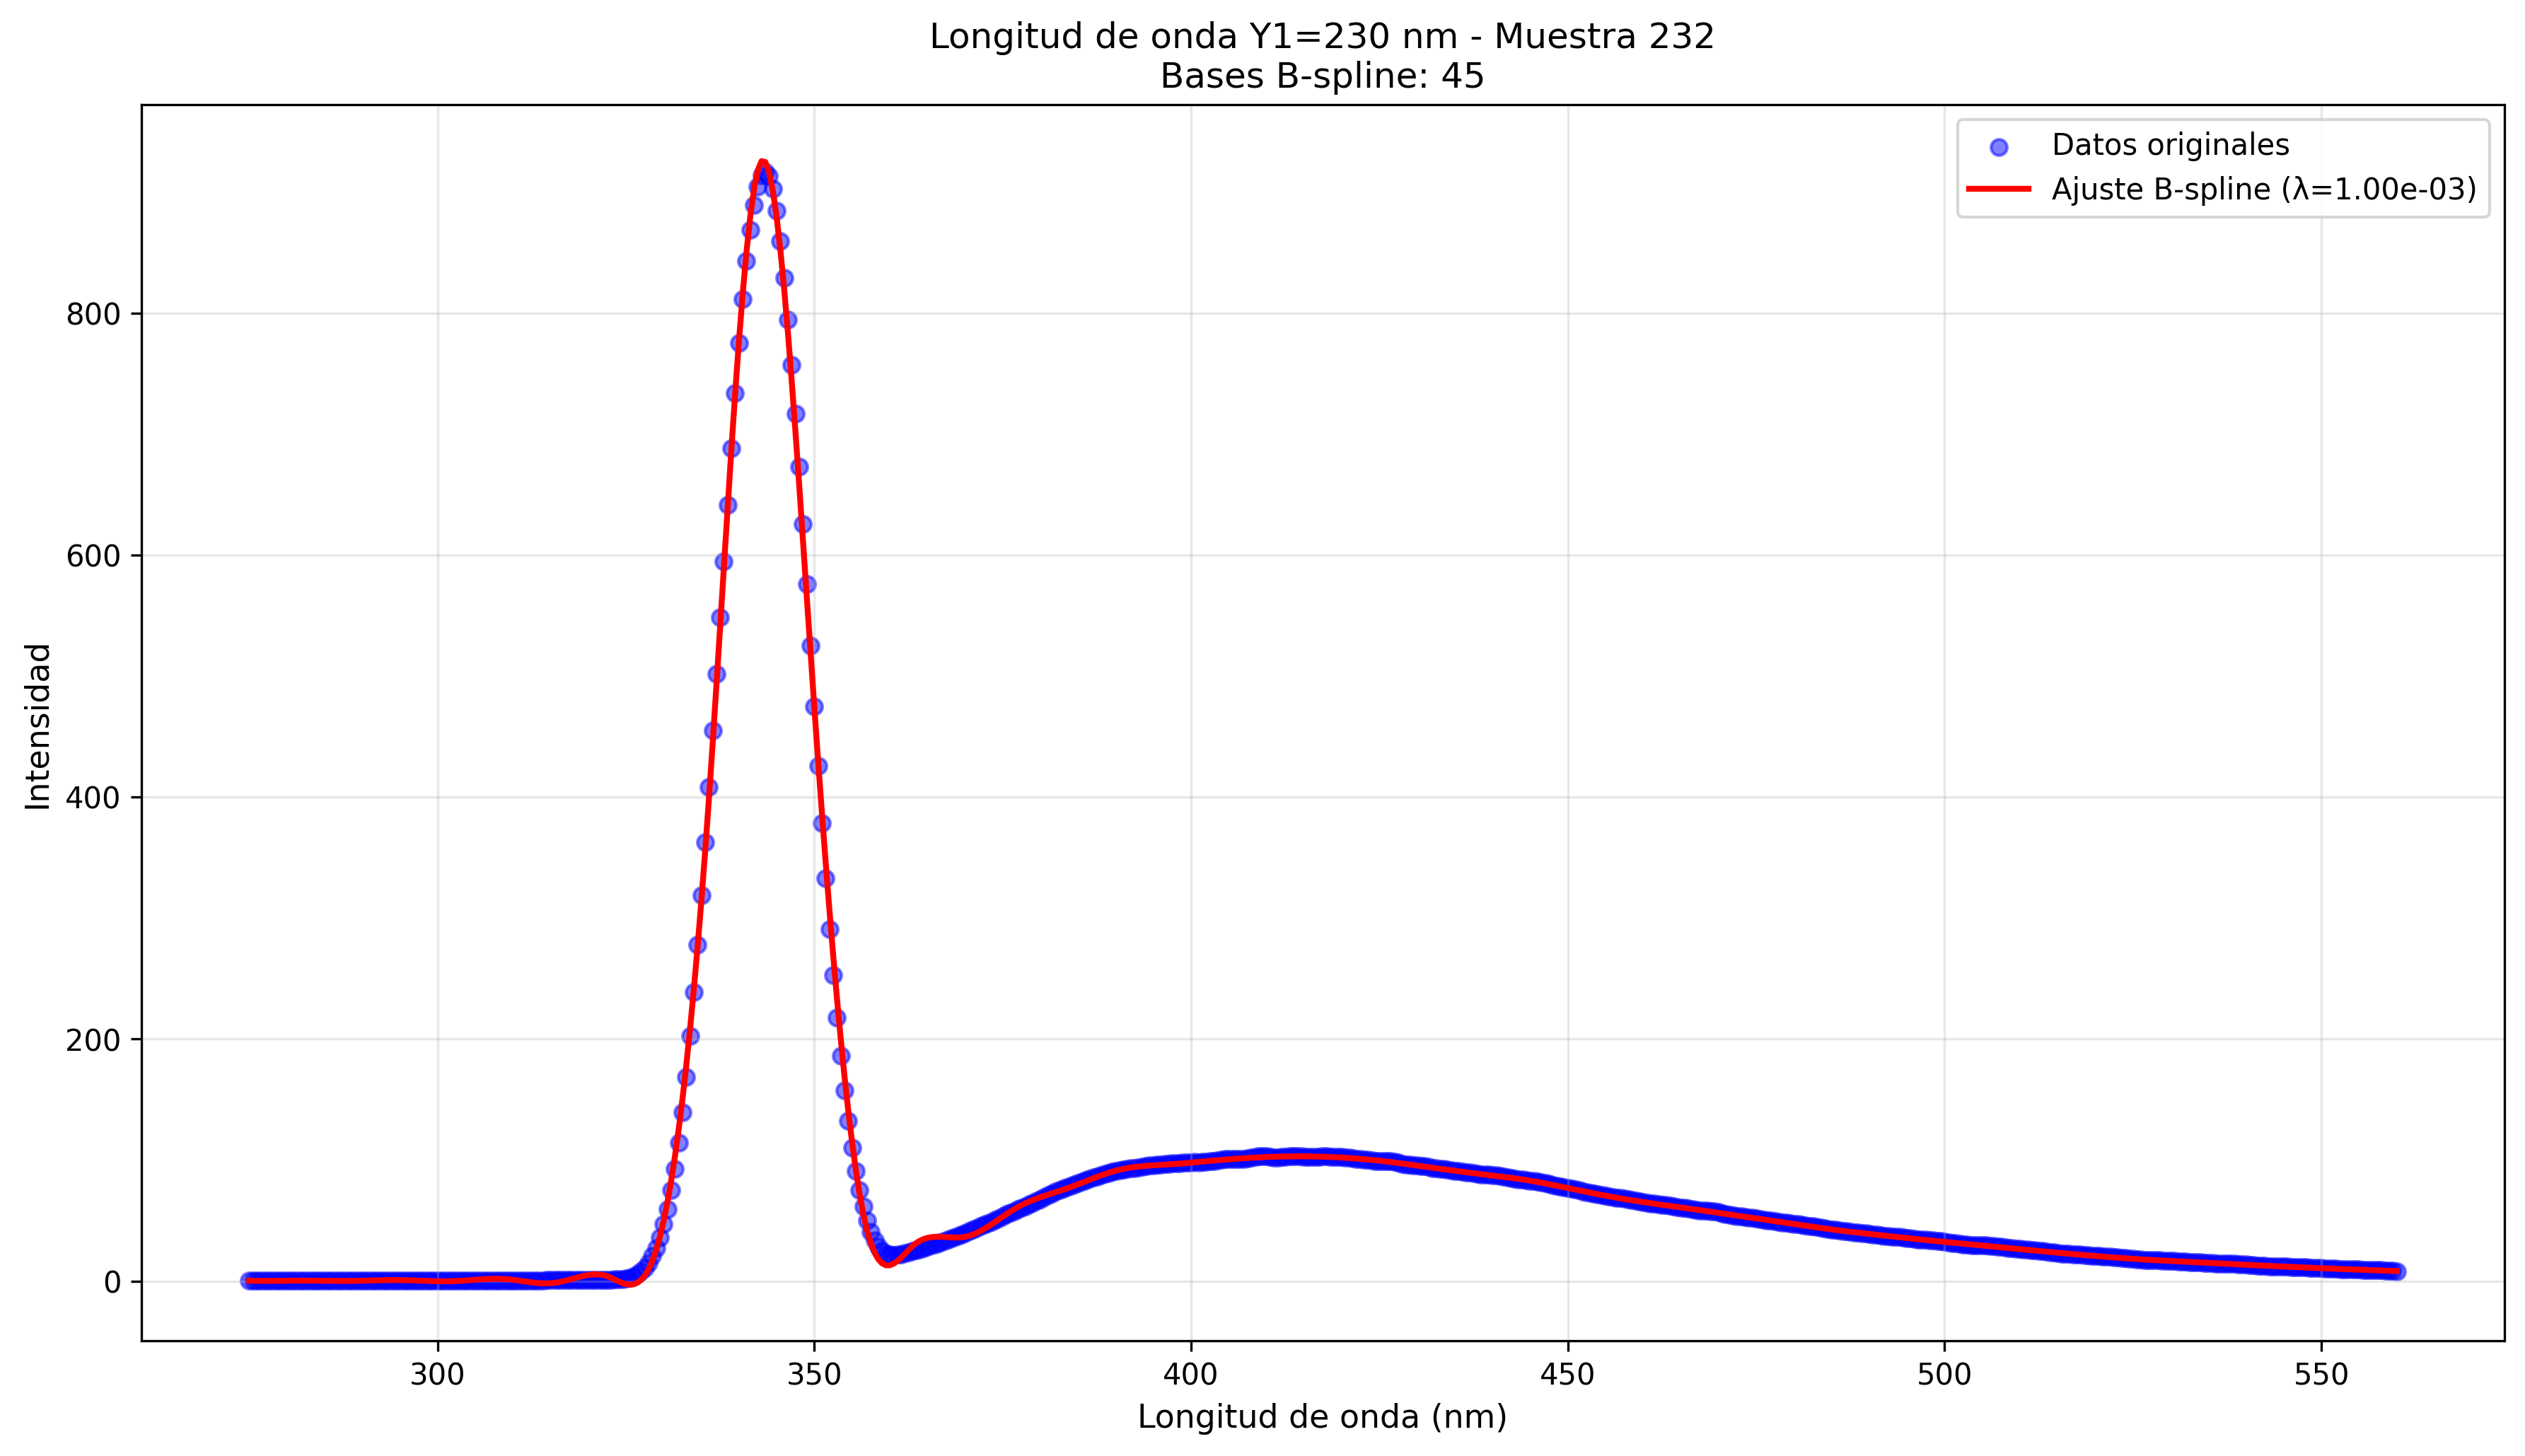 Longitud de onda Y1=230 nm - Muestra 232
Bases B-spline: 45
Datos originales
Ajuste B-spline (λ=1.00e-03)
Intensidad
800
600
400
200
0
300 350 400 450 500 550
Longitud de onda (nm)